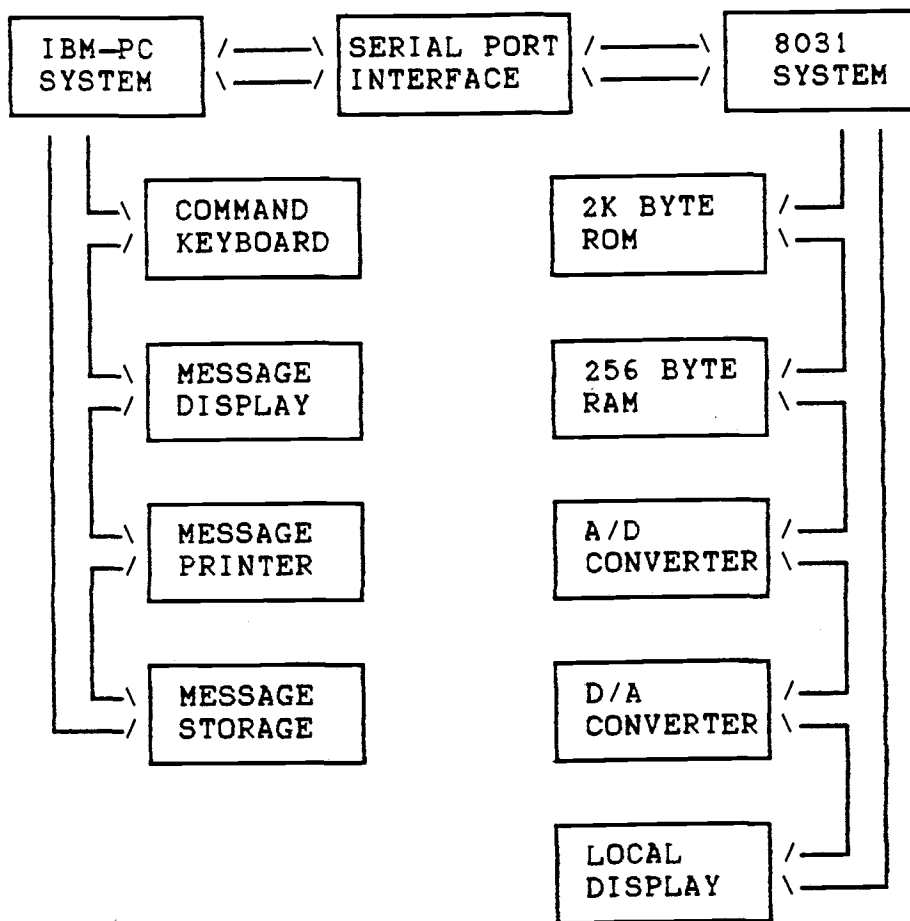 IBM-PC
SYSTEM
SERIAL PORT
INTERFACE
8031
SYSTEM
COMMAND
KEYBOARD
2K BYTE
ROM
MESSAGE
DISPLAY
256 BYTE
RAM
MESSAGE
PRINTER
A/D
CONVERTER
MESSAGE
STORAGE
D/A
CONVERTER
LOCAL
DISPLAY